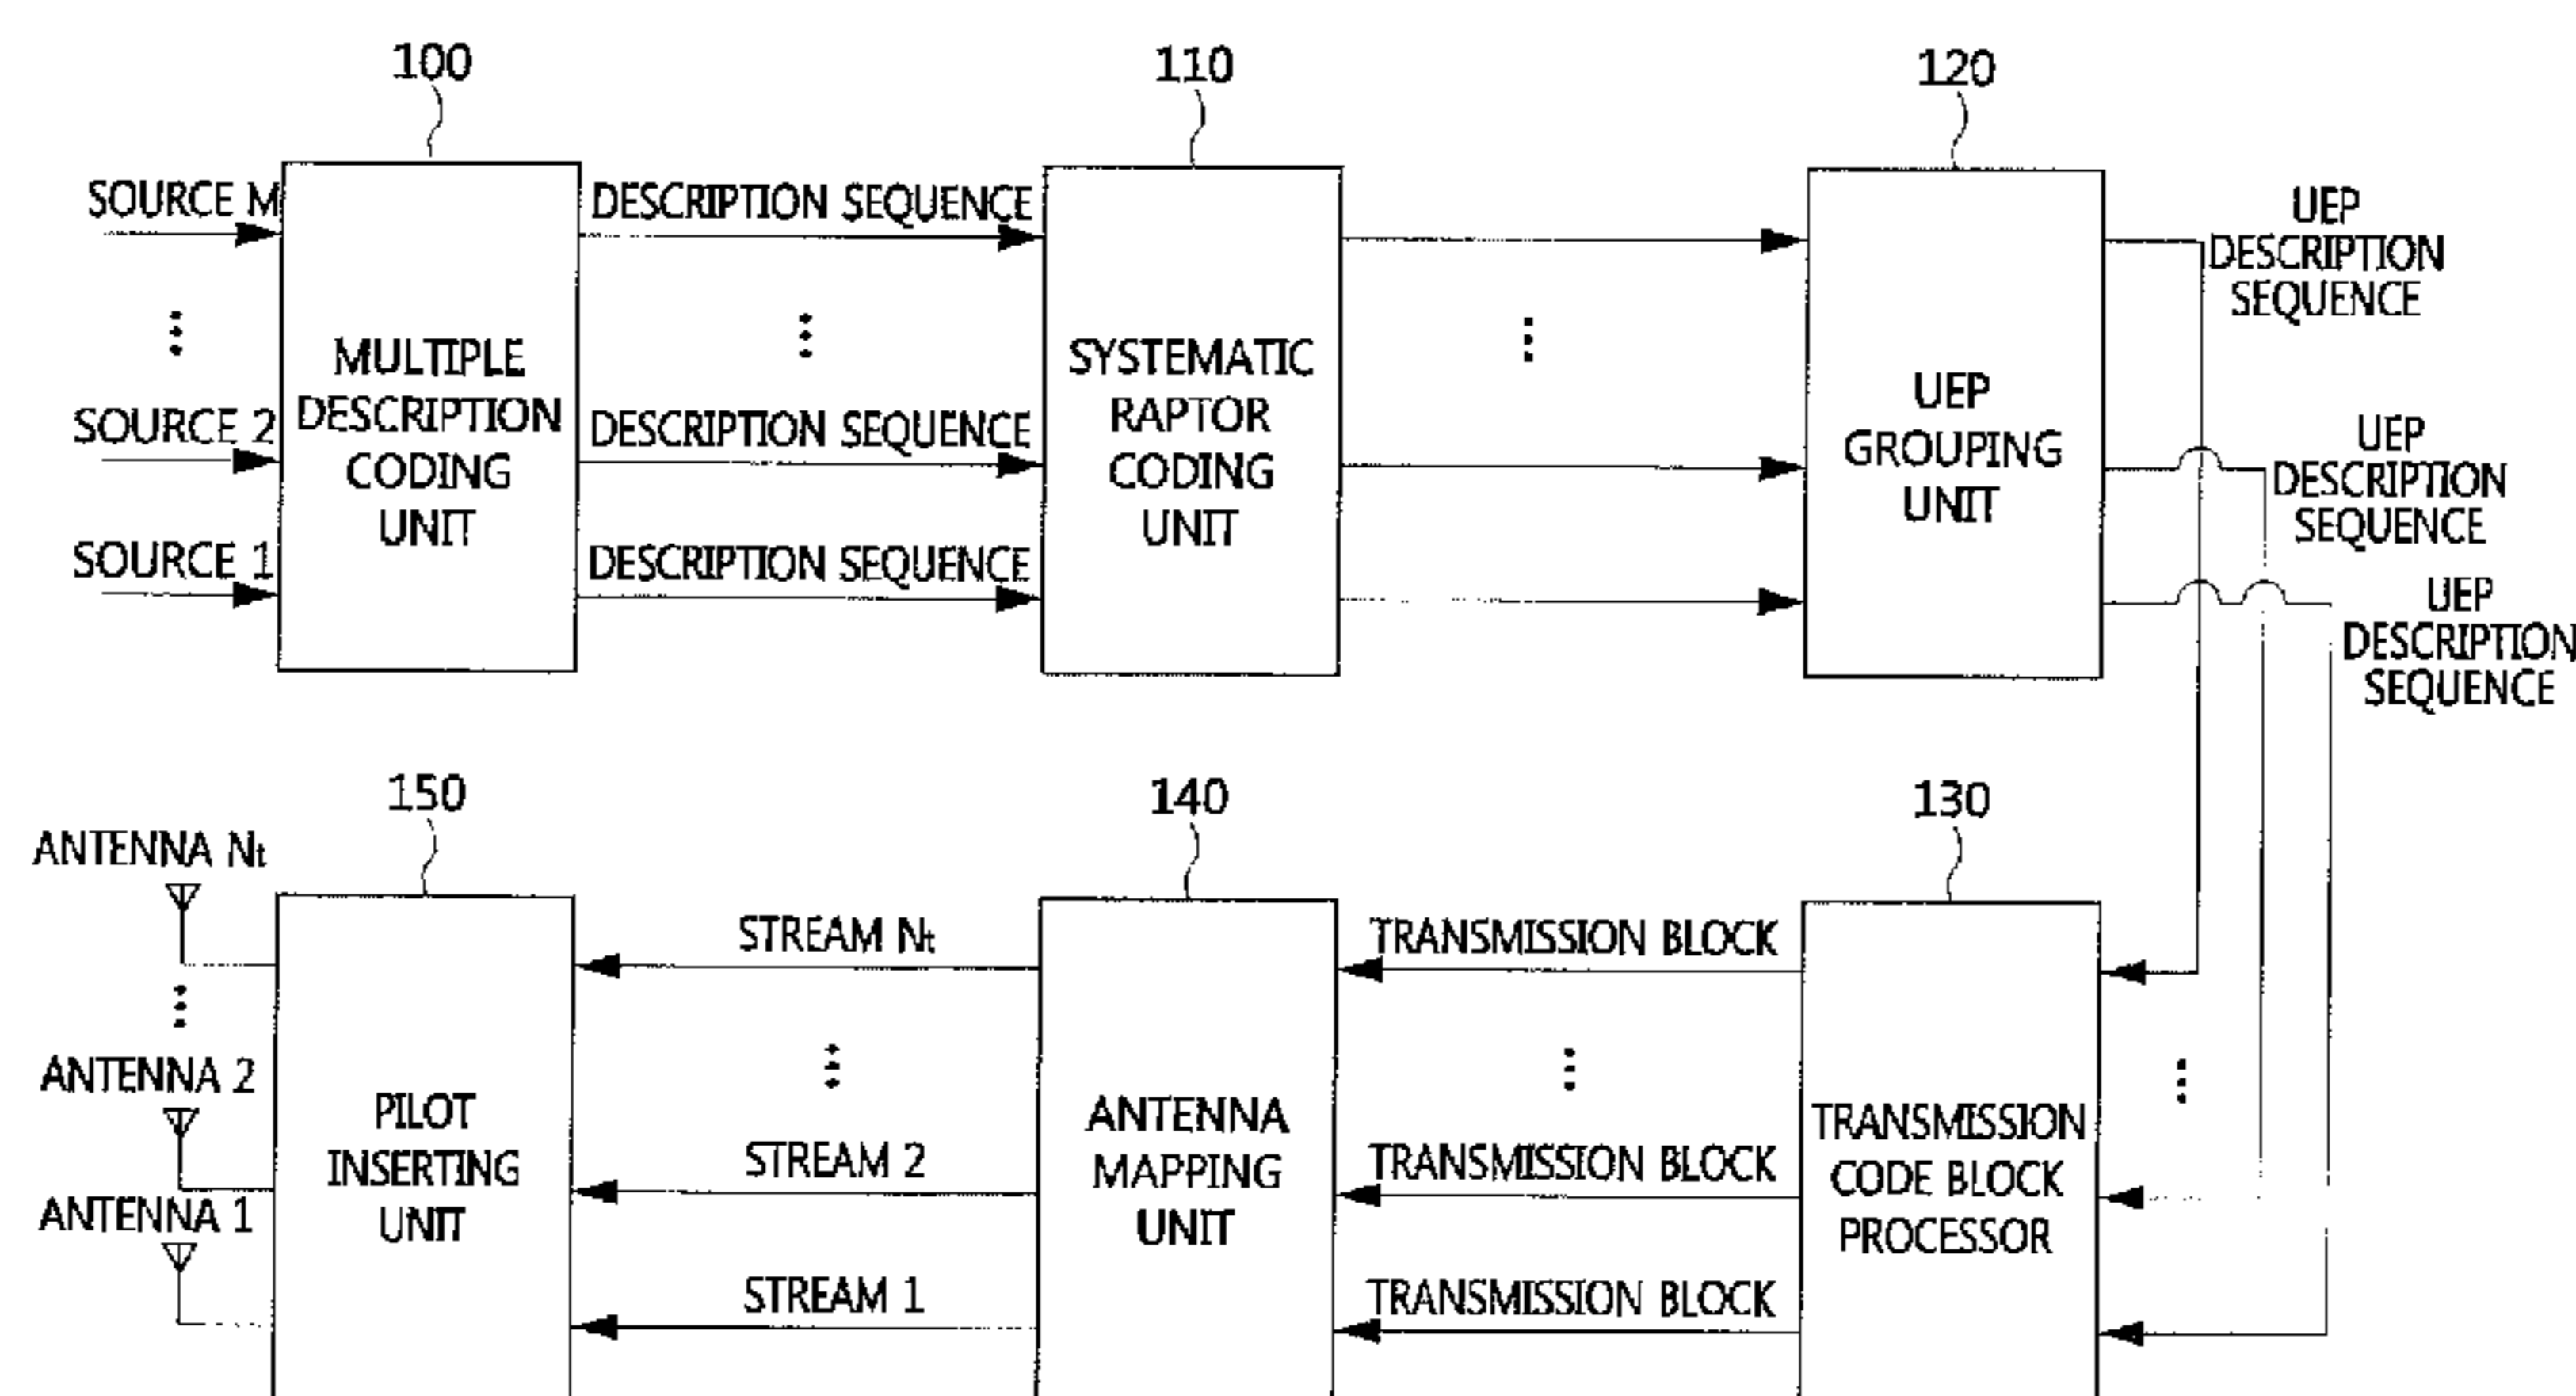 100
110
120
SOURCE M
SOURCE 2
SOURCE 1
MULTIPLE
DESCRIPTION
CODING
UNIT
DESCRIPTION SEQUENCE
DESCRIPTION SEQUENCE
DESCRIPTION SEQUENCE
SYSTEMATIC
RAPTOR
CODING
UNIT
UEP
GROUPING
UNIT
UEP
DESCRIPTION
SEQUENCE
UEP
DESCRIPTION
SEQUENCE
UEP
DESCRIPTION
SEQUENCE
150
140
130
ANTENNA Nt
ANTENNA 2
ANTENNA 1
PILOT
INSERTING
UNIT
STREAM Nt
STREAM 2
STREAM 1
ANTENNA
MAPPING
UNIT
TRANSMISSION BLOCK
TRANSMISSION BLOCK
TRANSMISSION BLOCK
TRANSMISSION
CODE BLOCK
PROCESSOR